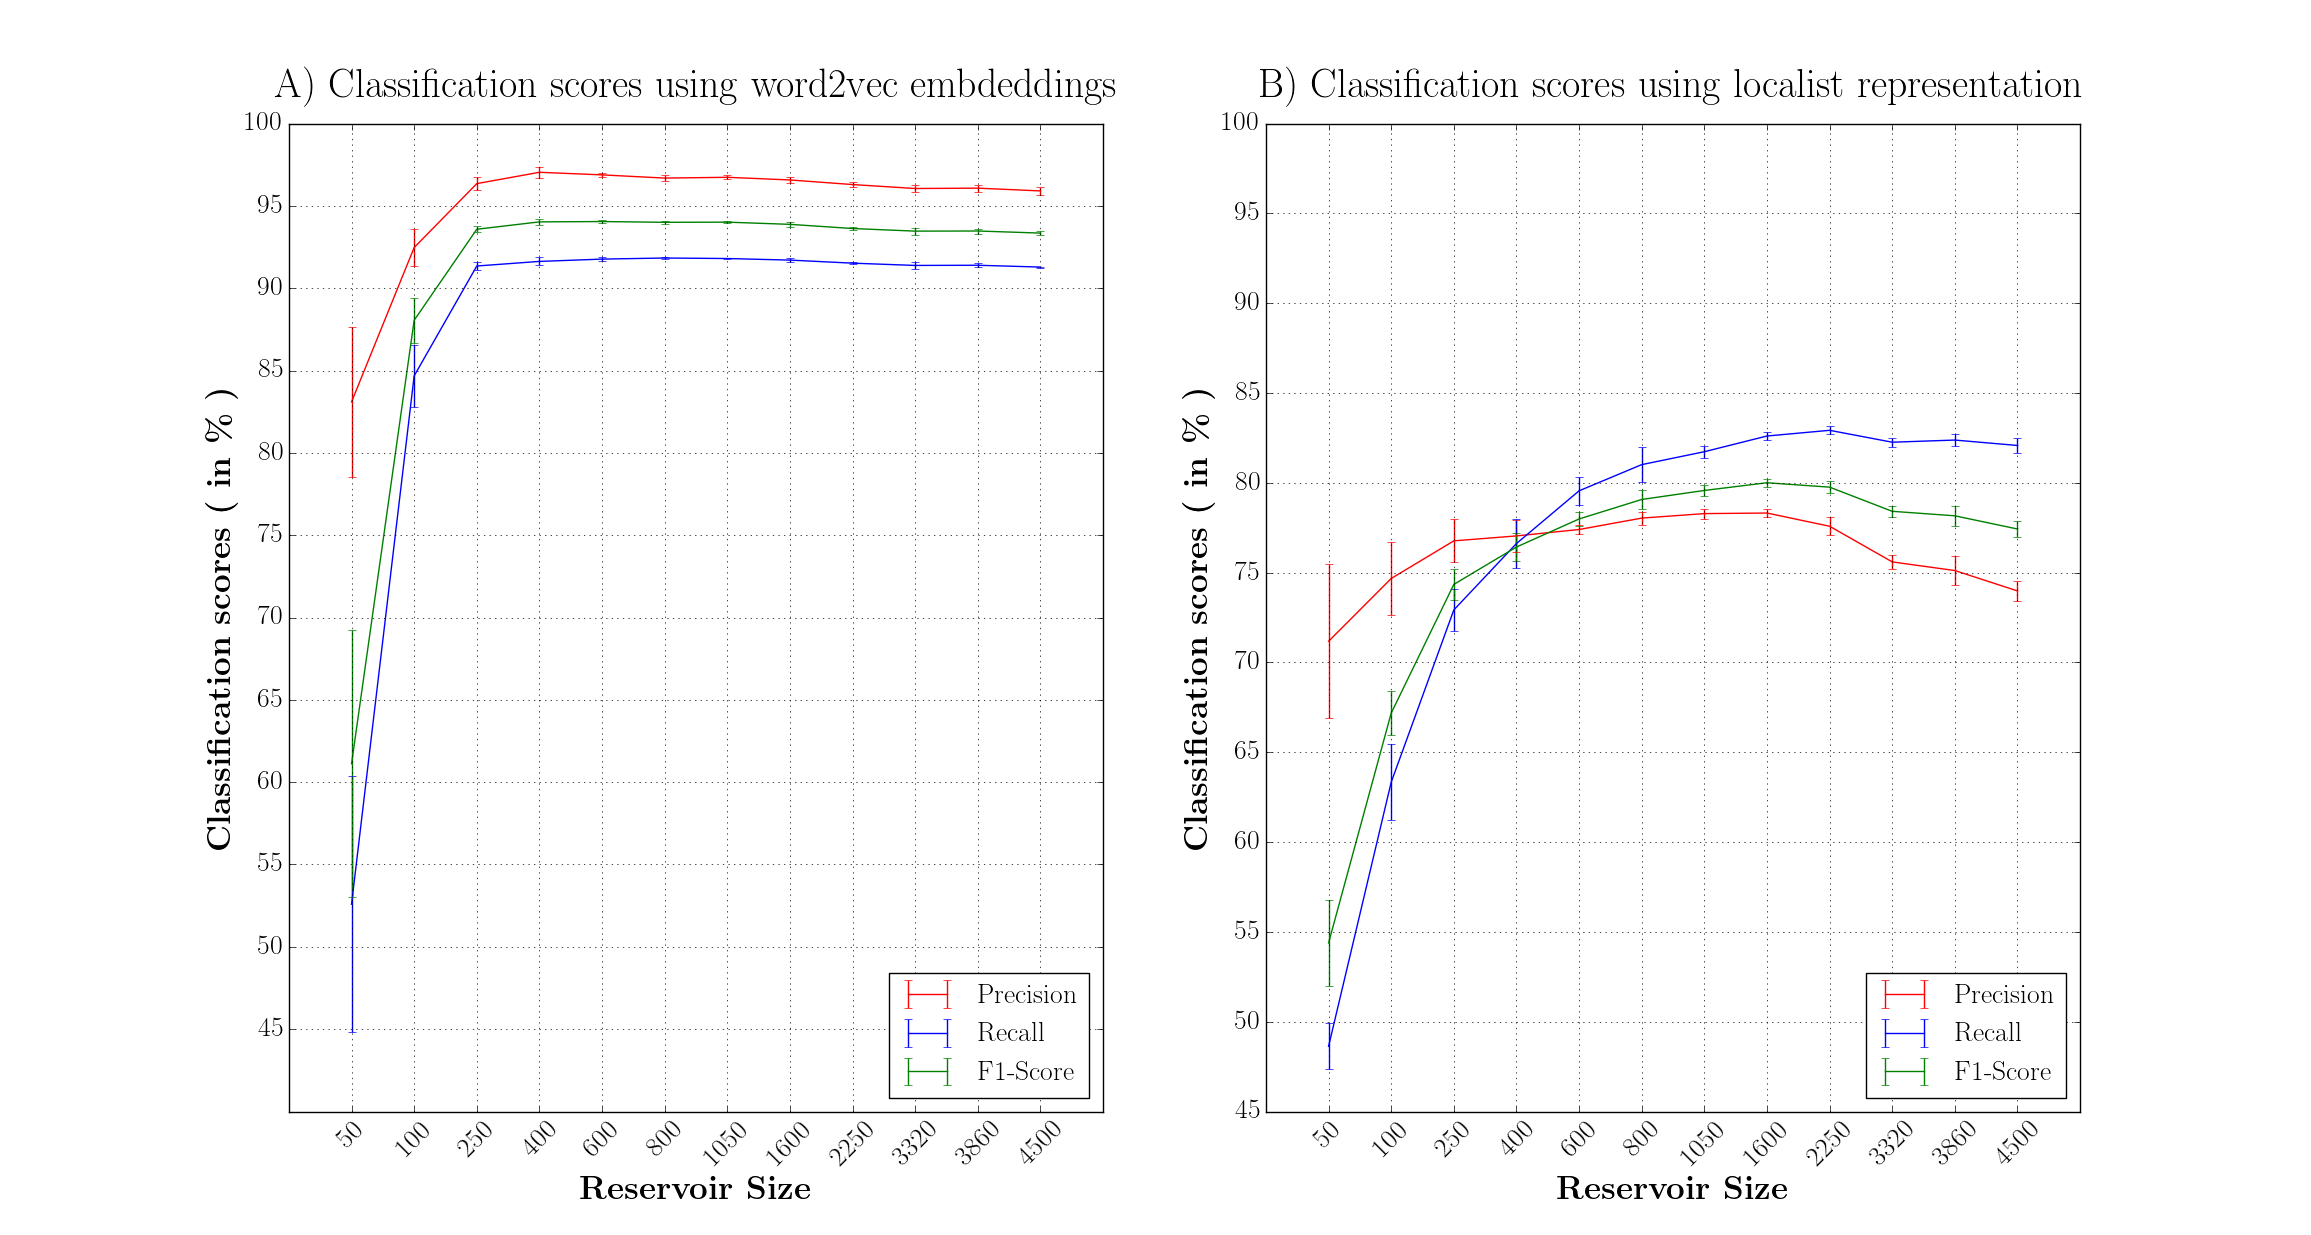 A) Classification scores using word2vec embdeddings
100
95
90
85
80
75
70
65
60
55
50
45
Classification scores ( in % )
50 100 250 400 600 800 1050 1600 2250 3320 3860 4500
Reservoir Size
Precision
Recall
F1-Score
B) Classification scores using localist representation
100
95
90
85
80
75
70
65
60
55
50
45
Classification scores ( in % )
50 100 250 400 600 800 1050 1600 2250 3320 3860 4500
Reservoir Size
Precision
Recall
F1-Score